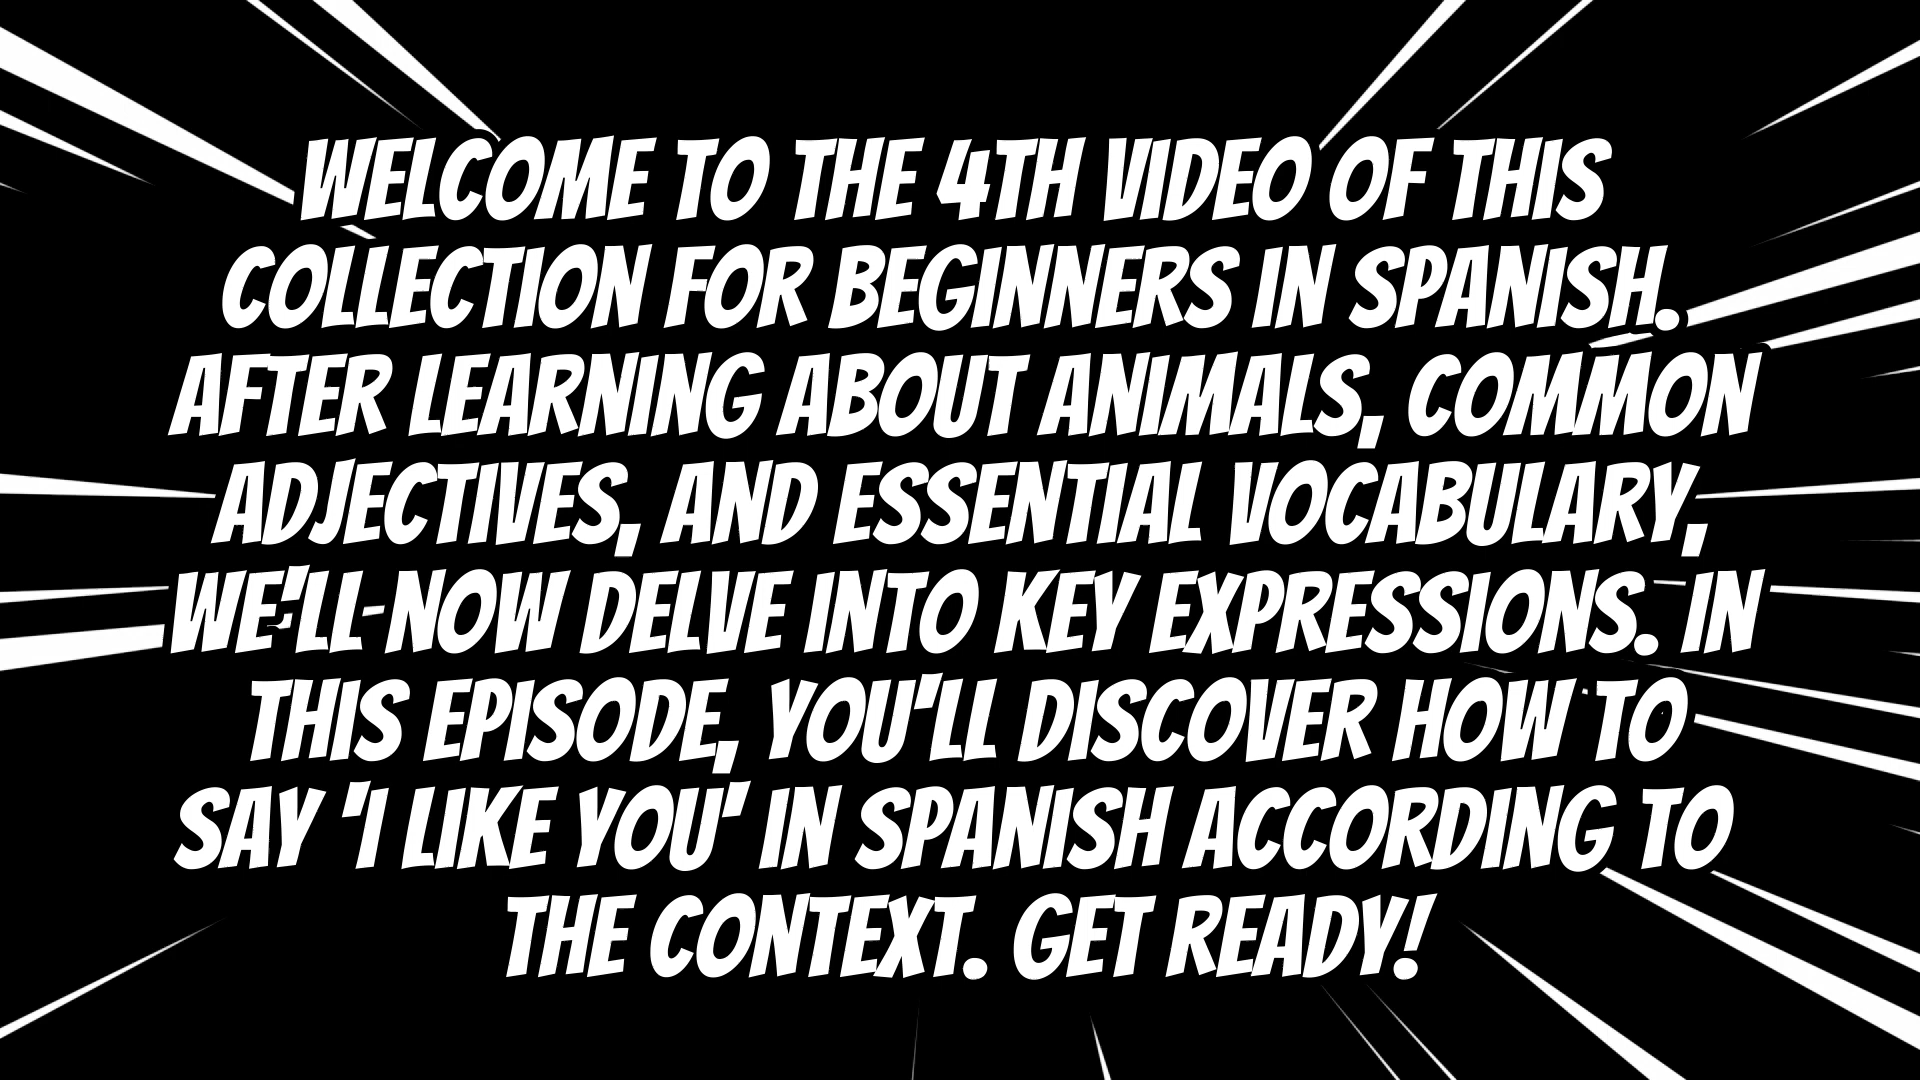 WELCOME TO THE 4TH VIDEO OF THIS
COLLECTION FOR BEGINNERS IN SPANISH.
AFTER LEARNING ABOUT ANIMALS, COMMON
ADJECTIVES, AND ESSENTIAL VOCABULARY,
WE'LL NOW DELVE INTO KEY EXPRESSIONS. IN
THIS EPISODE, YOU'LL DISCOVER HOW TO
SAY 'I LIKE YOU' IN SPANISH ACCORDING TO
THE CONTEXT. GET READY!